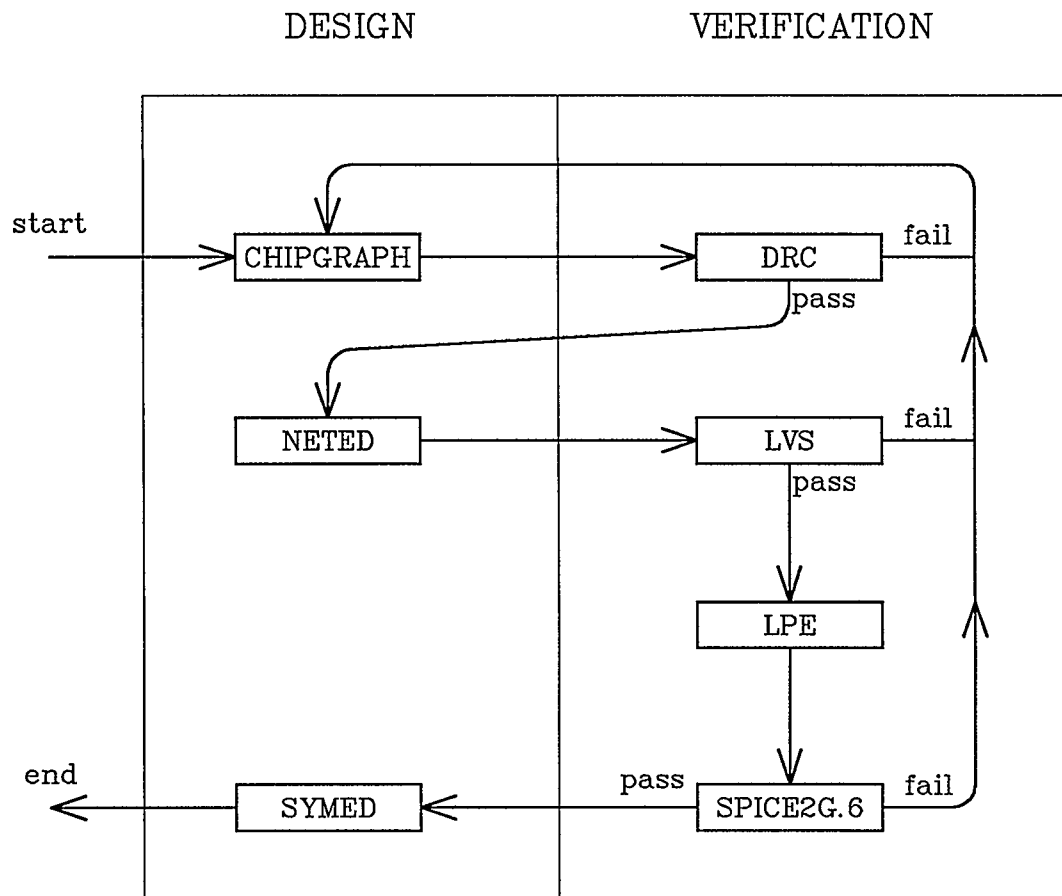 DESIGN VERIFICATION
start
CHIPGRAPH
DRC
fail
pass
NETED
LVS
fail
pass
LPE
end
SYMED
pass
SPICE2G.6
fail